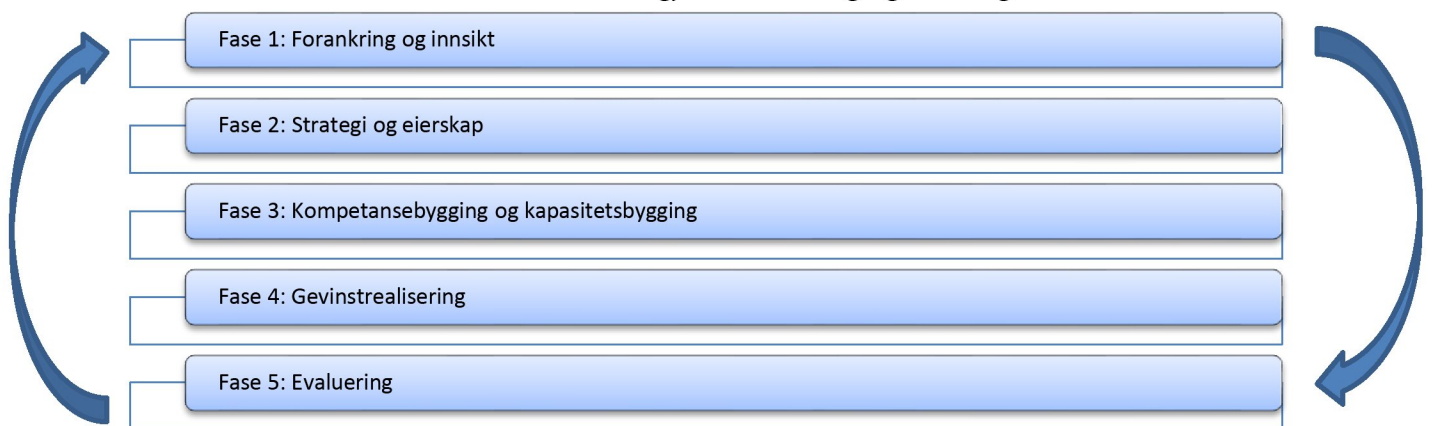 Fase 1: Forankring og innsikt
Fase 2: Strategi og eierskap
Fase 3: Kompetansebygging og kapasitetsbygging
Fase 4: Gevinstrealisering
Fase 5: Evaluering